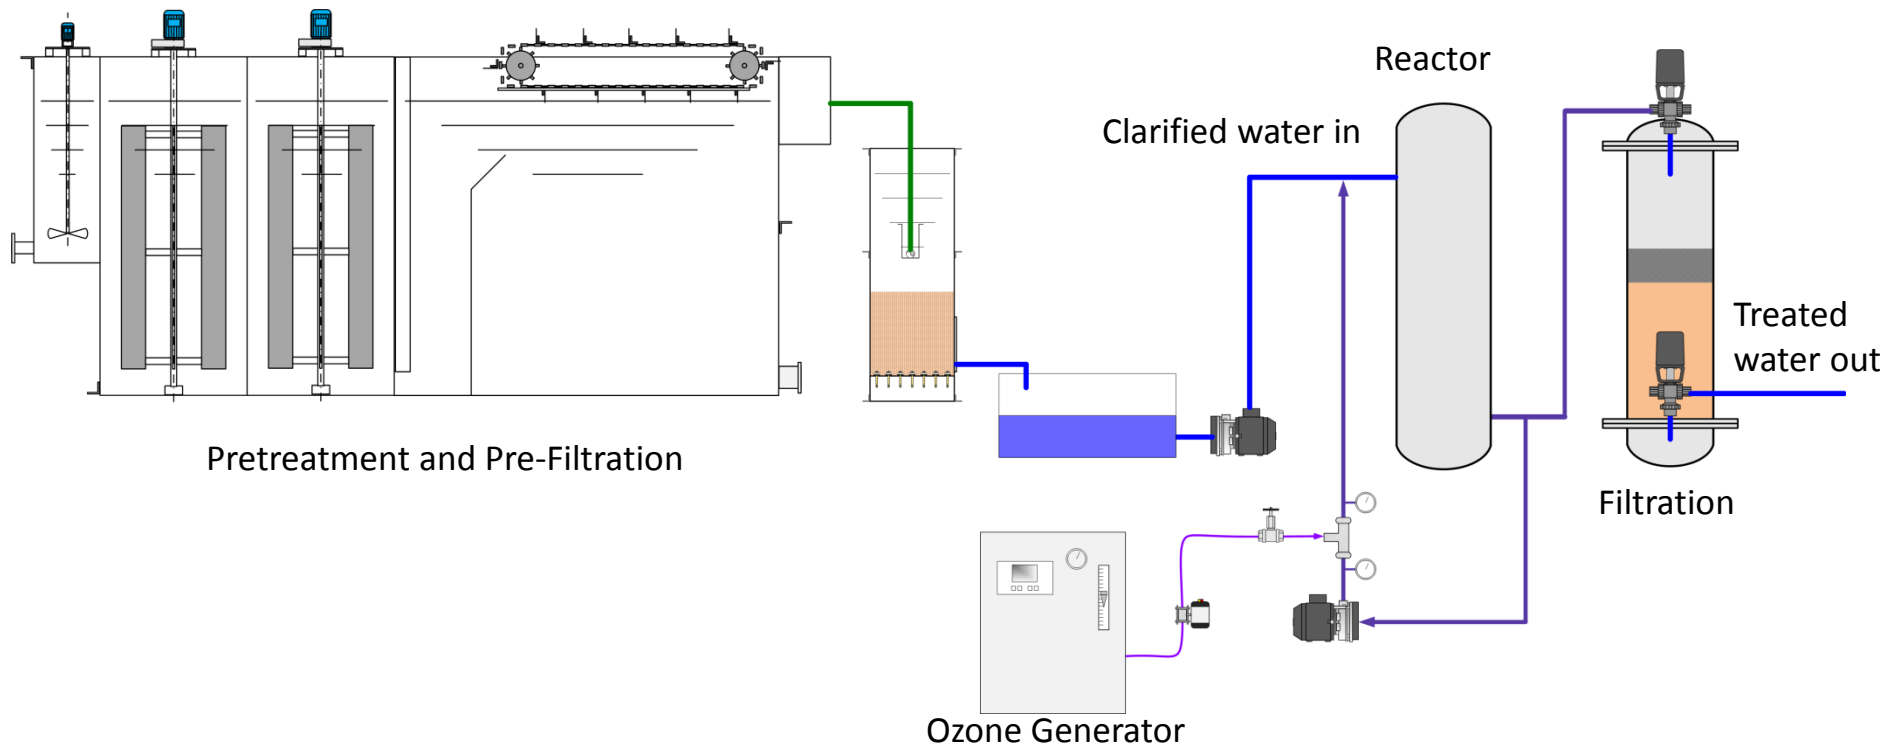 Reactor
Clarified water in
Treated
water out
Pretreatment and Pre-Filtration
Filtration
Ozone Generator